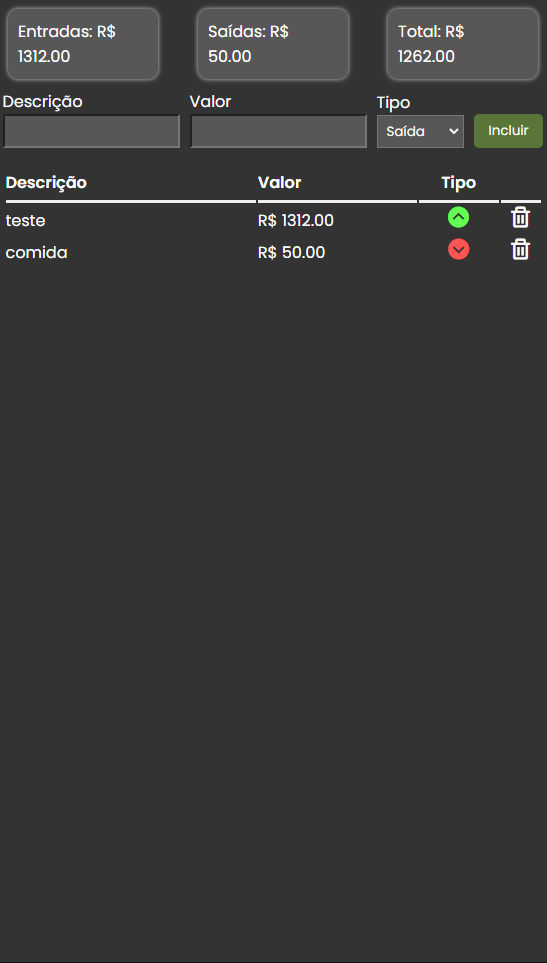 Entradas: R$ Saídas: R$ Total: R$
1312.00 50.00 1262.00
Descrição Valor Tipo
Saída Incluir
Descrição Valor Tipo
teste R$ 1312.00
comida R$ 50.00